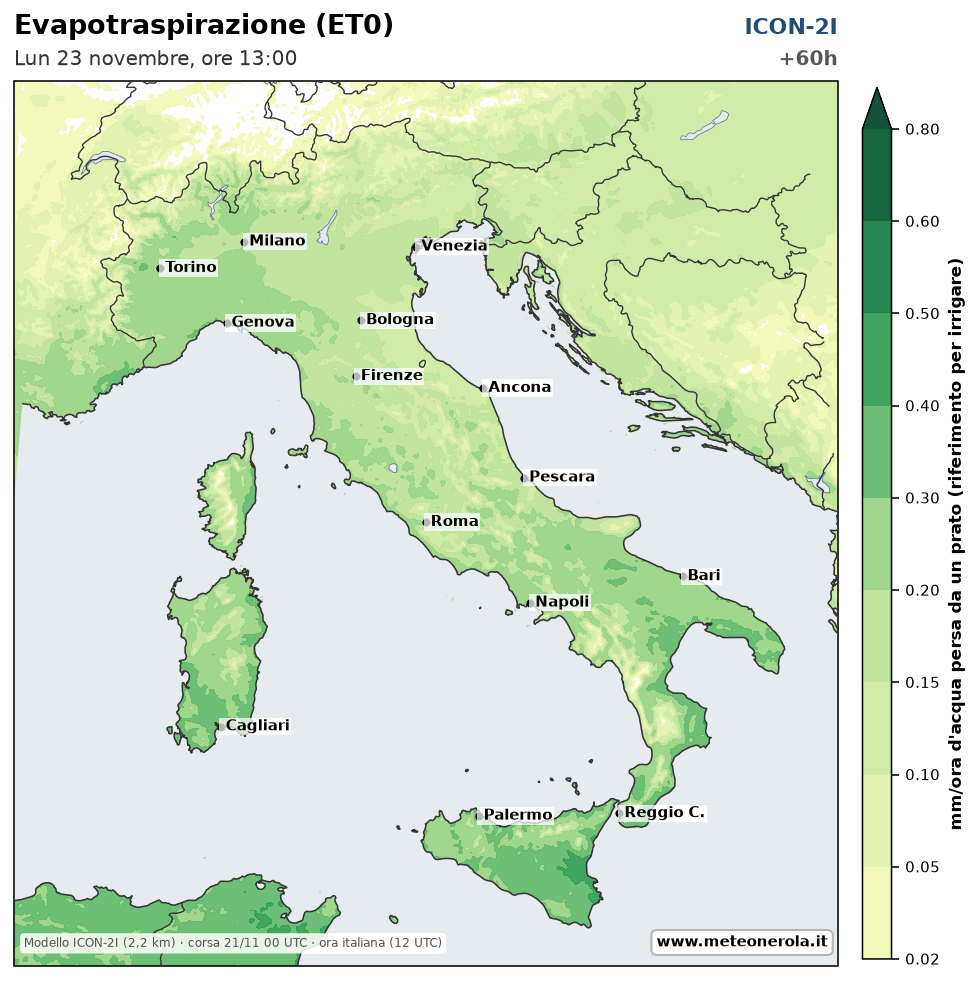 Evapotraspirazione (ET0)
ICON-2I
Lun 23 novembre, ore 13:00
+60h
Milano
Venezia
Torino
Genova
Bologna
Firenze
Ancona
Pescara
Roma
Bari
Napoli
Cagliari
Palermo
Reggio C.
Modello ICON-2I (2,2 km) · corsa 21/11 00 UTC · ora italiana (12 UTC)
www.meteonerola.it
0.80
0.60
0.50
0.40
0.30
0.20
0.15
0.10
0.05
0.02
mm/ora d'acqua persa da un prato (riferimento per irrigare)